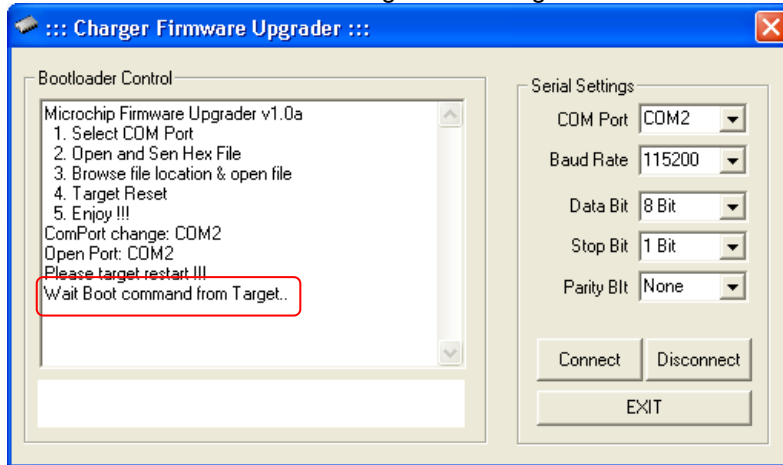 ::: Charger Firmware Upgrader :::
Bootloader Control
Microchip Firmware Upgrader v1.0a
1. Select COM Port
2. Open and Sen Hex File
3. Browse file location & open file
4. Target Reset
5. Enjoy !!!
ComPort change: COM2
Open Port: COM2
Please target restart !!!
Wait Boot command from Target..
Serial Settings
COM Port COM2
Baud Rate 115200
Data Bit 8 Bit
Stop Bit 1 Bit
Parity BIt None
Connect Disconnect
EXIT